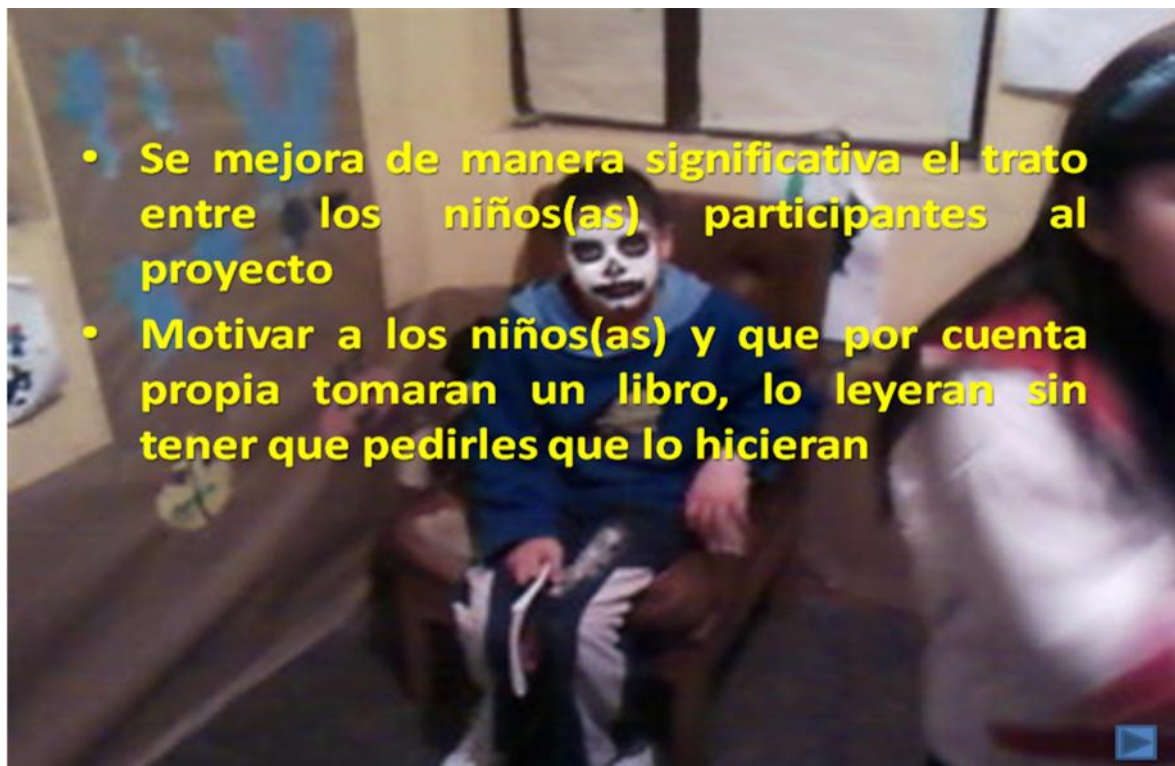 • Se mejora de manera significativa el trato
entre los niños(as) participantes al
proyecto
• Motivar a los niños(as) y que por cuenta
propia tomaran un libro, lo leyeran sin
tener que pedirles que lo hicieran